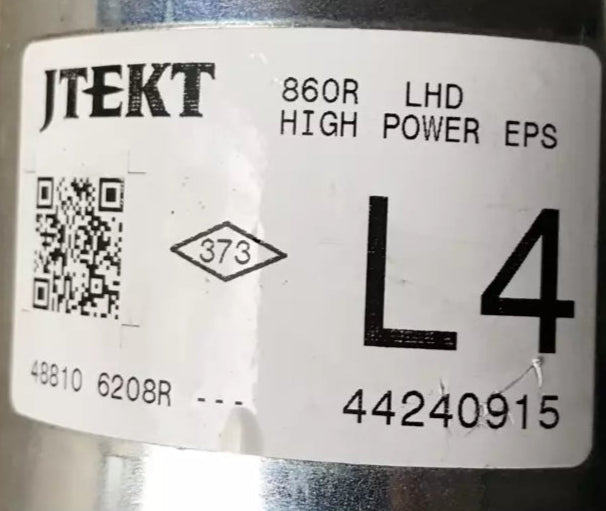 JTEKT
860R LHD
HIGH POWER EPS
373
L4
48810 6208R ---
44240915